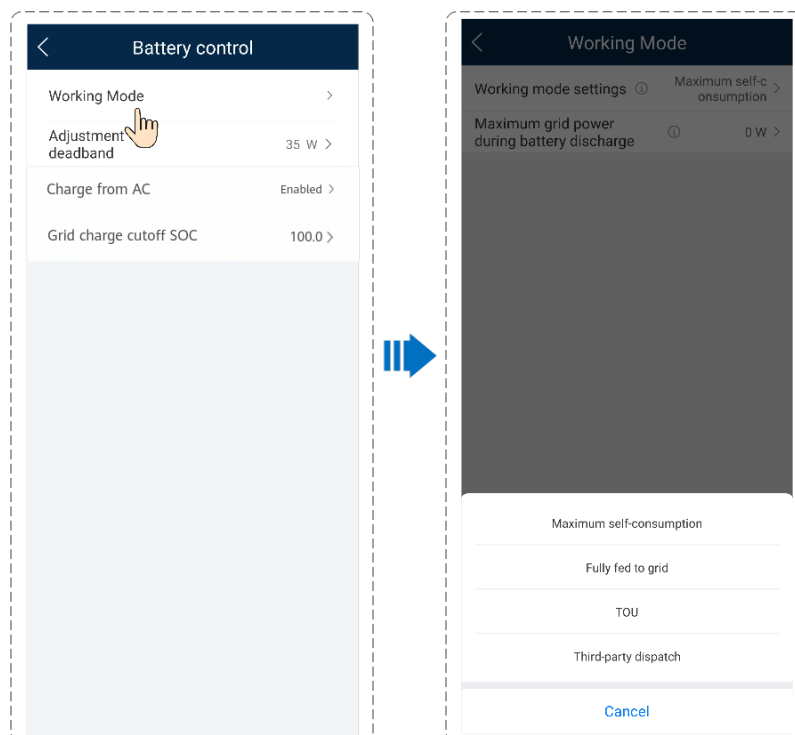 Battery control
Working Mode
Adjustment
deadband
35 W
Charge from AC
Enabled
Grid charge cutoff SOC
100.0
Working Mode
Working mode settings
Maximum self-c
onsumption
Maximum grid power
during battery discharge
0 W
Maximum self-consumption
Fully fed to grid
TOU
Third-party dispatch
Cancel